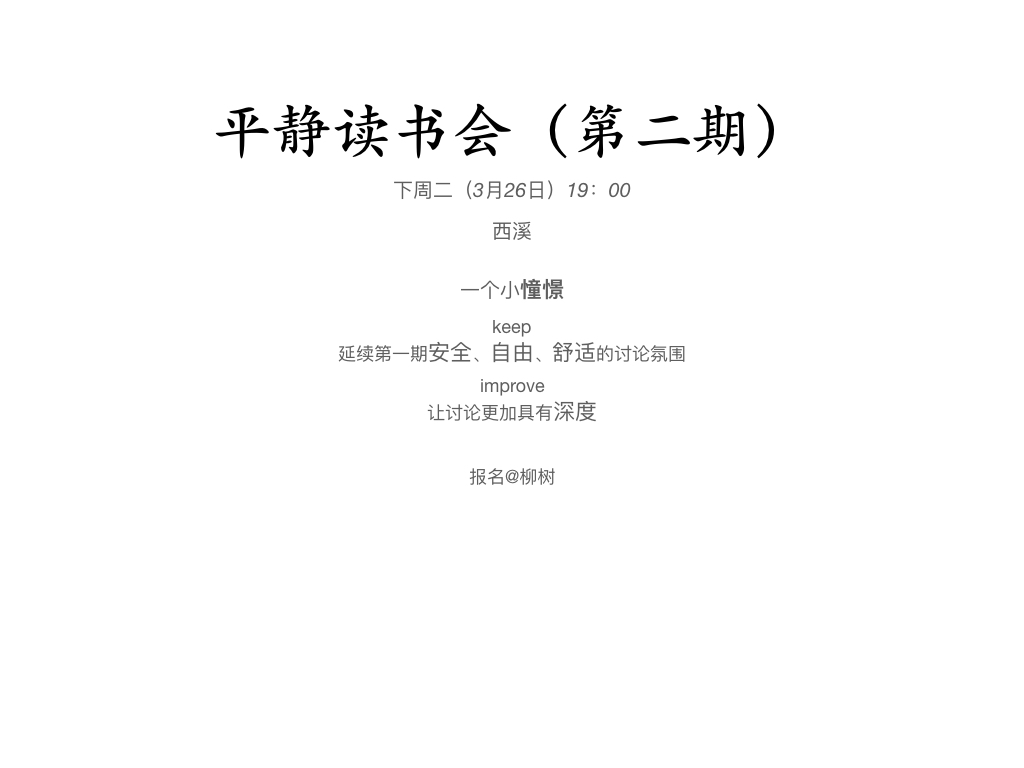 平静读书会（第二期）
下周二（3月26日）19：00
西溪
一个小憧憬
keep
延续第一期安全、自由、舒适的讨论氛围
improve
让讨论更加具有深度
报名@柳树